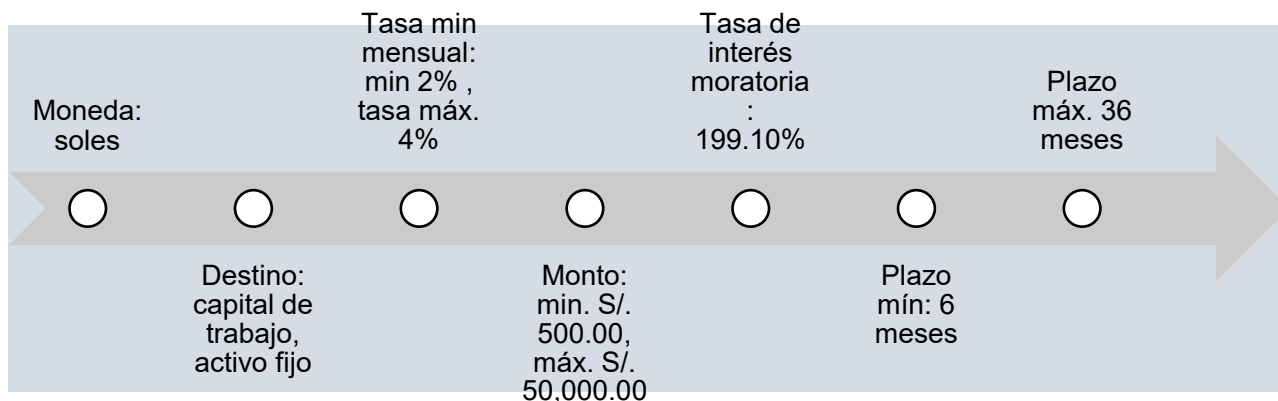 Moneda:
soles
Destino:
capital de
trabajo,
activo fijo
Tasa min
mensual:
min 2% ,
tasa máx.
4%
Monto:
min. S/.
500.00,
máx. S/.
50,000.00
Tasa de
interés
moratoria
:
199.10%
Plazo
mín: 6
meses
Plazo
máx. 36
meses